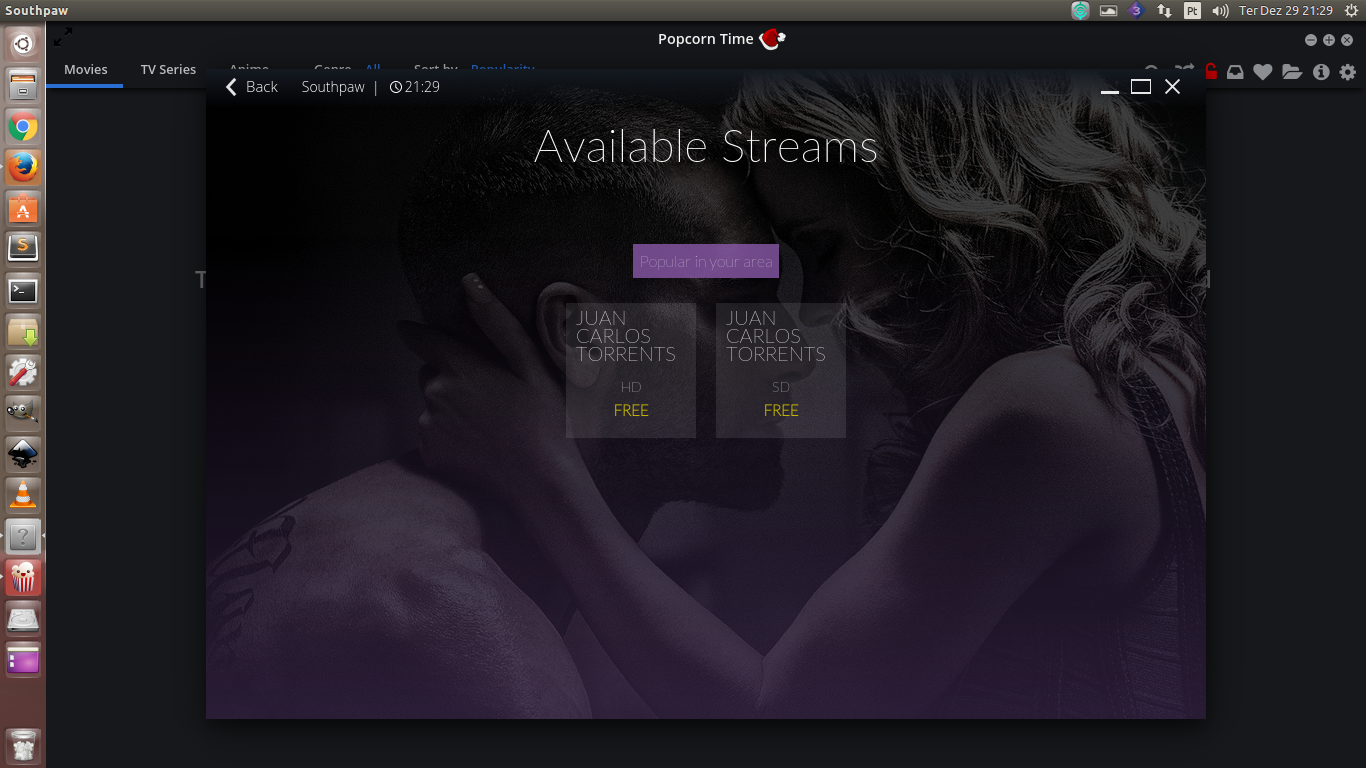 Southpaw
3
Pt
Ter Dez 29 21:29
Popcorn Time
Movies
TV Series
Anime
Genre
All
Sort by
Popularity
Back
Southpaw |
21:29
Available Streams
Popular in your area
JUAN
CARLOS
TORRENTS
HD
FREE
JUAN
CARLOS
TORRENTS
SD
FREE